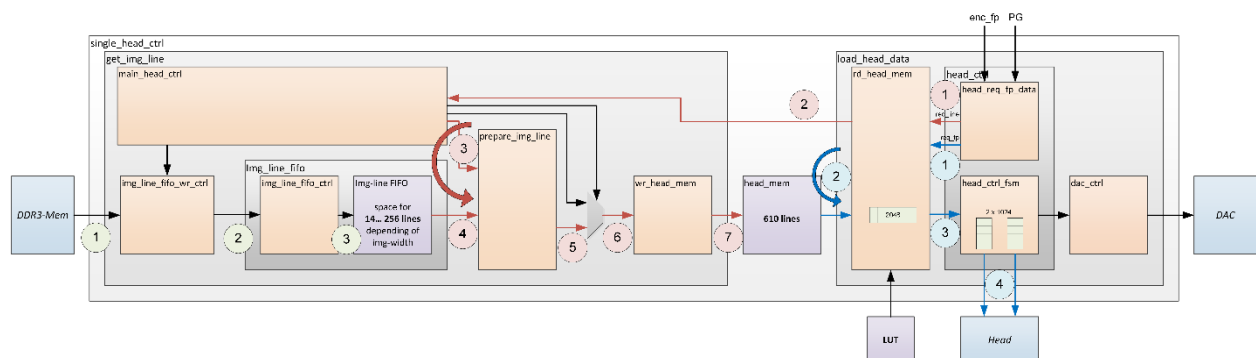 enc_fp PG
single_head_ctrl
get_img_line
load_head_data
main_head_ctrl
rd_head_mem
head_ctrl
head_req_fp_data
1
2
req_line
req_fp
1
prepare_img_line
3
Img_line_fifo
img_line_fifo_wr_ctrl
img_line_fifo_ctrl
Img-line FIFO
space for
14... 256 lines
depending of
img-width
wr_head_mem
head_mem
610 lines
2
head_ctrl_fsm
dac_ctrl
DDR3-Mem
2048
2 x 1024
DAC
1
2
3
4
5
6
7
3
4
LUT
Head